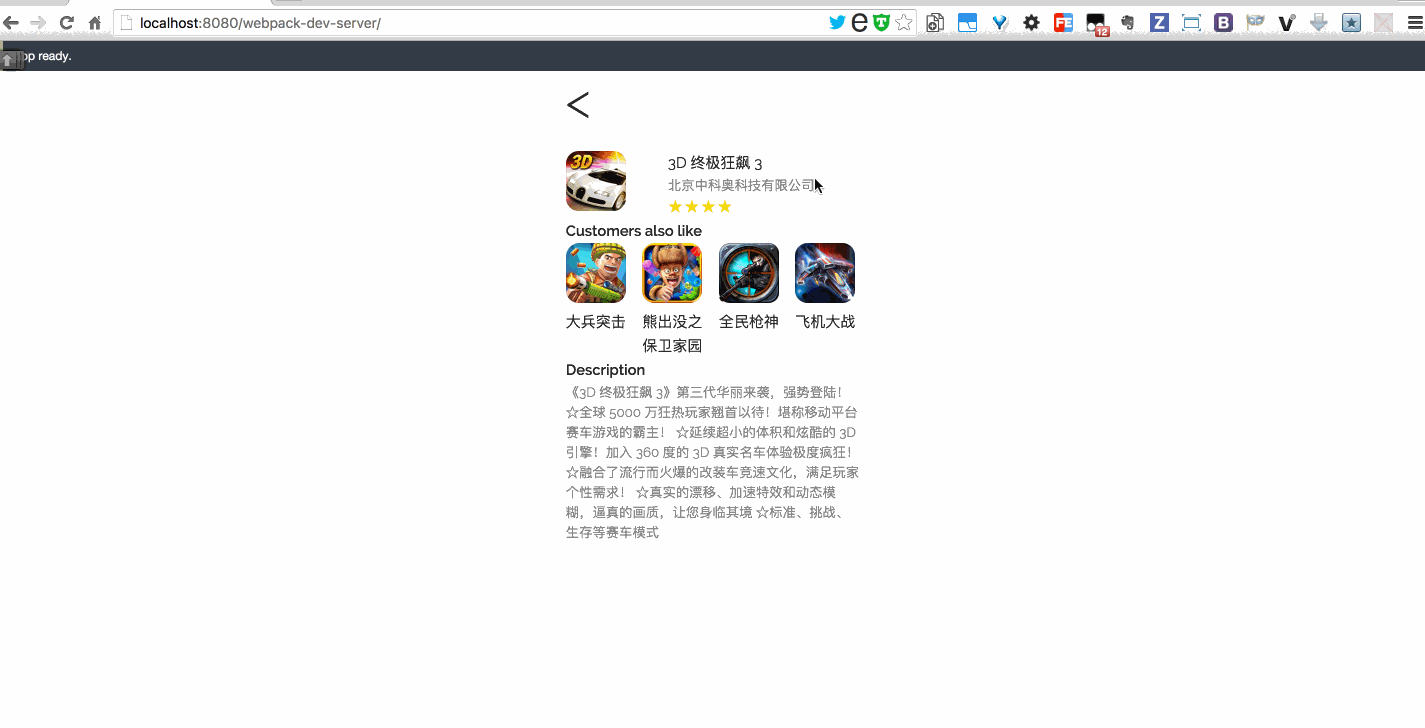 localhost:8080/webpack-dev-server/
12
op ready.
<
3D
3D 终极狂飙 3
北京中科奥科技有限公司
★★★★
Customers also like
大兵突击 熊出没之 全民枪神 飞机大战
保卫家园
Description
《3D 终极狂飙 3》第三代华丽来袭，强势登陆！
☆全球 5000 万狂热玩家翘首以待！堪称移动平台
赛车游戏的霸主！ ☆延续超小的体积和炫酷的 3D
引擎！加入 360 度的 3D 真实名车体验极度疯狂！
☆融合了流行而火爆的改装车竞速文化，满足玩家
个性需求！ ☆真实的漂移、加速特效和动态模
糊，逼真的画质，让您身临其境 ☆标准、挑战、
生存等赛车模式